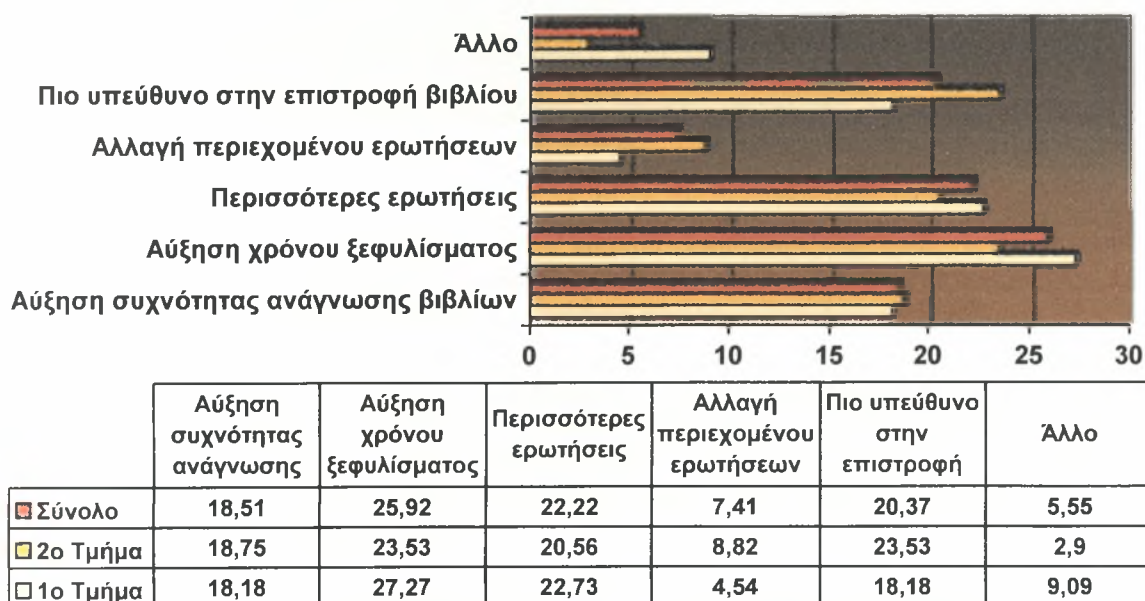 Άλλο
Πιο υπεύθυνο στην επιστροφή βιβλίου
Αλλαγή περιεχομένου ερωτήσεων
Περισσότερες ερωτήσεις
Αύξηση χρόνου ξεφυλίσματος
Αύξηση συχνότητας ανάγνωσης βιβλίων
0 5 10 15 20 25 30
Αύξηση συχνότητας ανάγνωσης
Αύξηση χρόνου ξεφυλίσματος
Περισσότερες ερωτήσεις
Αλλαγή περιεχομένου ερωτήσεων
Πιο υπεύθυνο στην επιστροφή
Άλλο
Σύνολο 18,51 25,92 22,22 7,41 20,37 5,55
2ο Τμήμα 18,75 23,53 20,56 8,82 23,53 2,9
1ο Τμήμα 18,18 27,27 22,73 4,54 18,18 9,09